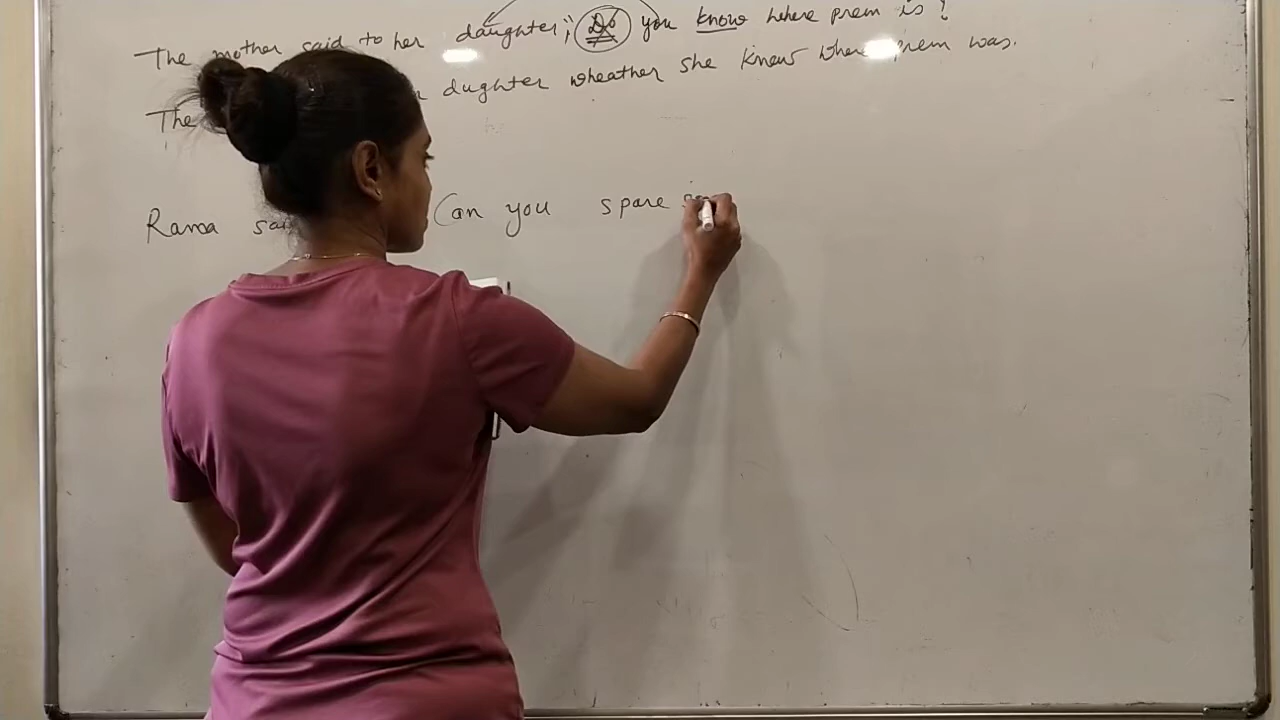 The mother said to her daughter, "Do you know where prem is?
The dughter wheather she knew where prem was.
Rama Can you spare